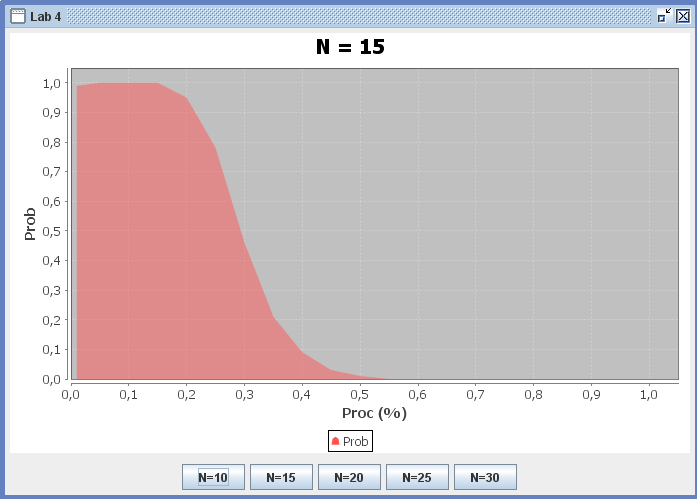 Lab 4
N = 15
1,0
0,9
0,8
0,7
0,6
0,5
0,4
0,3
0,2
0,1
0,0
Prob
0,0 0,1 0,2 0,3 0,4 0,5 0,6 0,7 0,8 0,9 1,0
Proc (%)
Prob
N=10 N=15 N=20 N=25 N=30